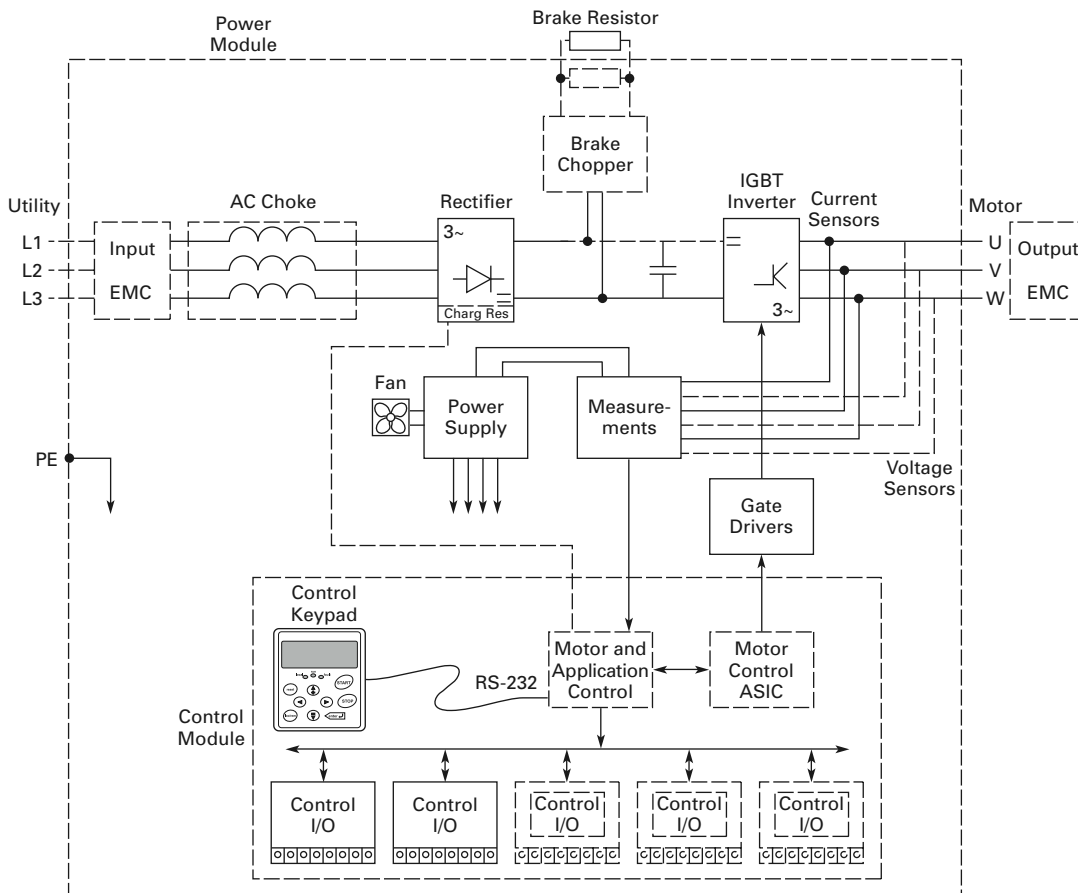 Brake Resistor
Power
Module
Brake
Chopper
IGBT
Inverter
Utility
AC Choke
Rectifier
Current
Sensors
Motor
L1
L2
L3
Input
EMC
3~
Charg Res
3~
U
V
W
Output
EMC
Fan
Power
Supply
Measure-
ments
PE
Voltage
Sensors
Gate
Drivers
Control
Keypad
START
STOP
reset
enter
RS-232
Motor and
Application
Control
Motor
Control
ASIC
Control
Module
Control
I/O
Control
I/O
Control
I/O
Control
I/O
Control
I/O